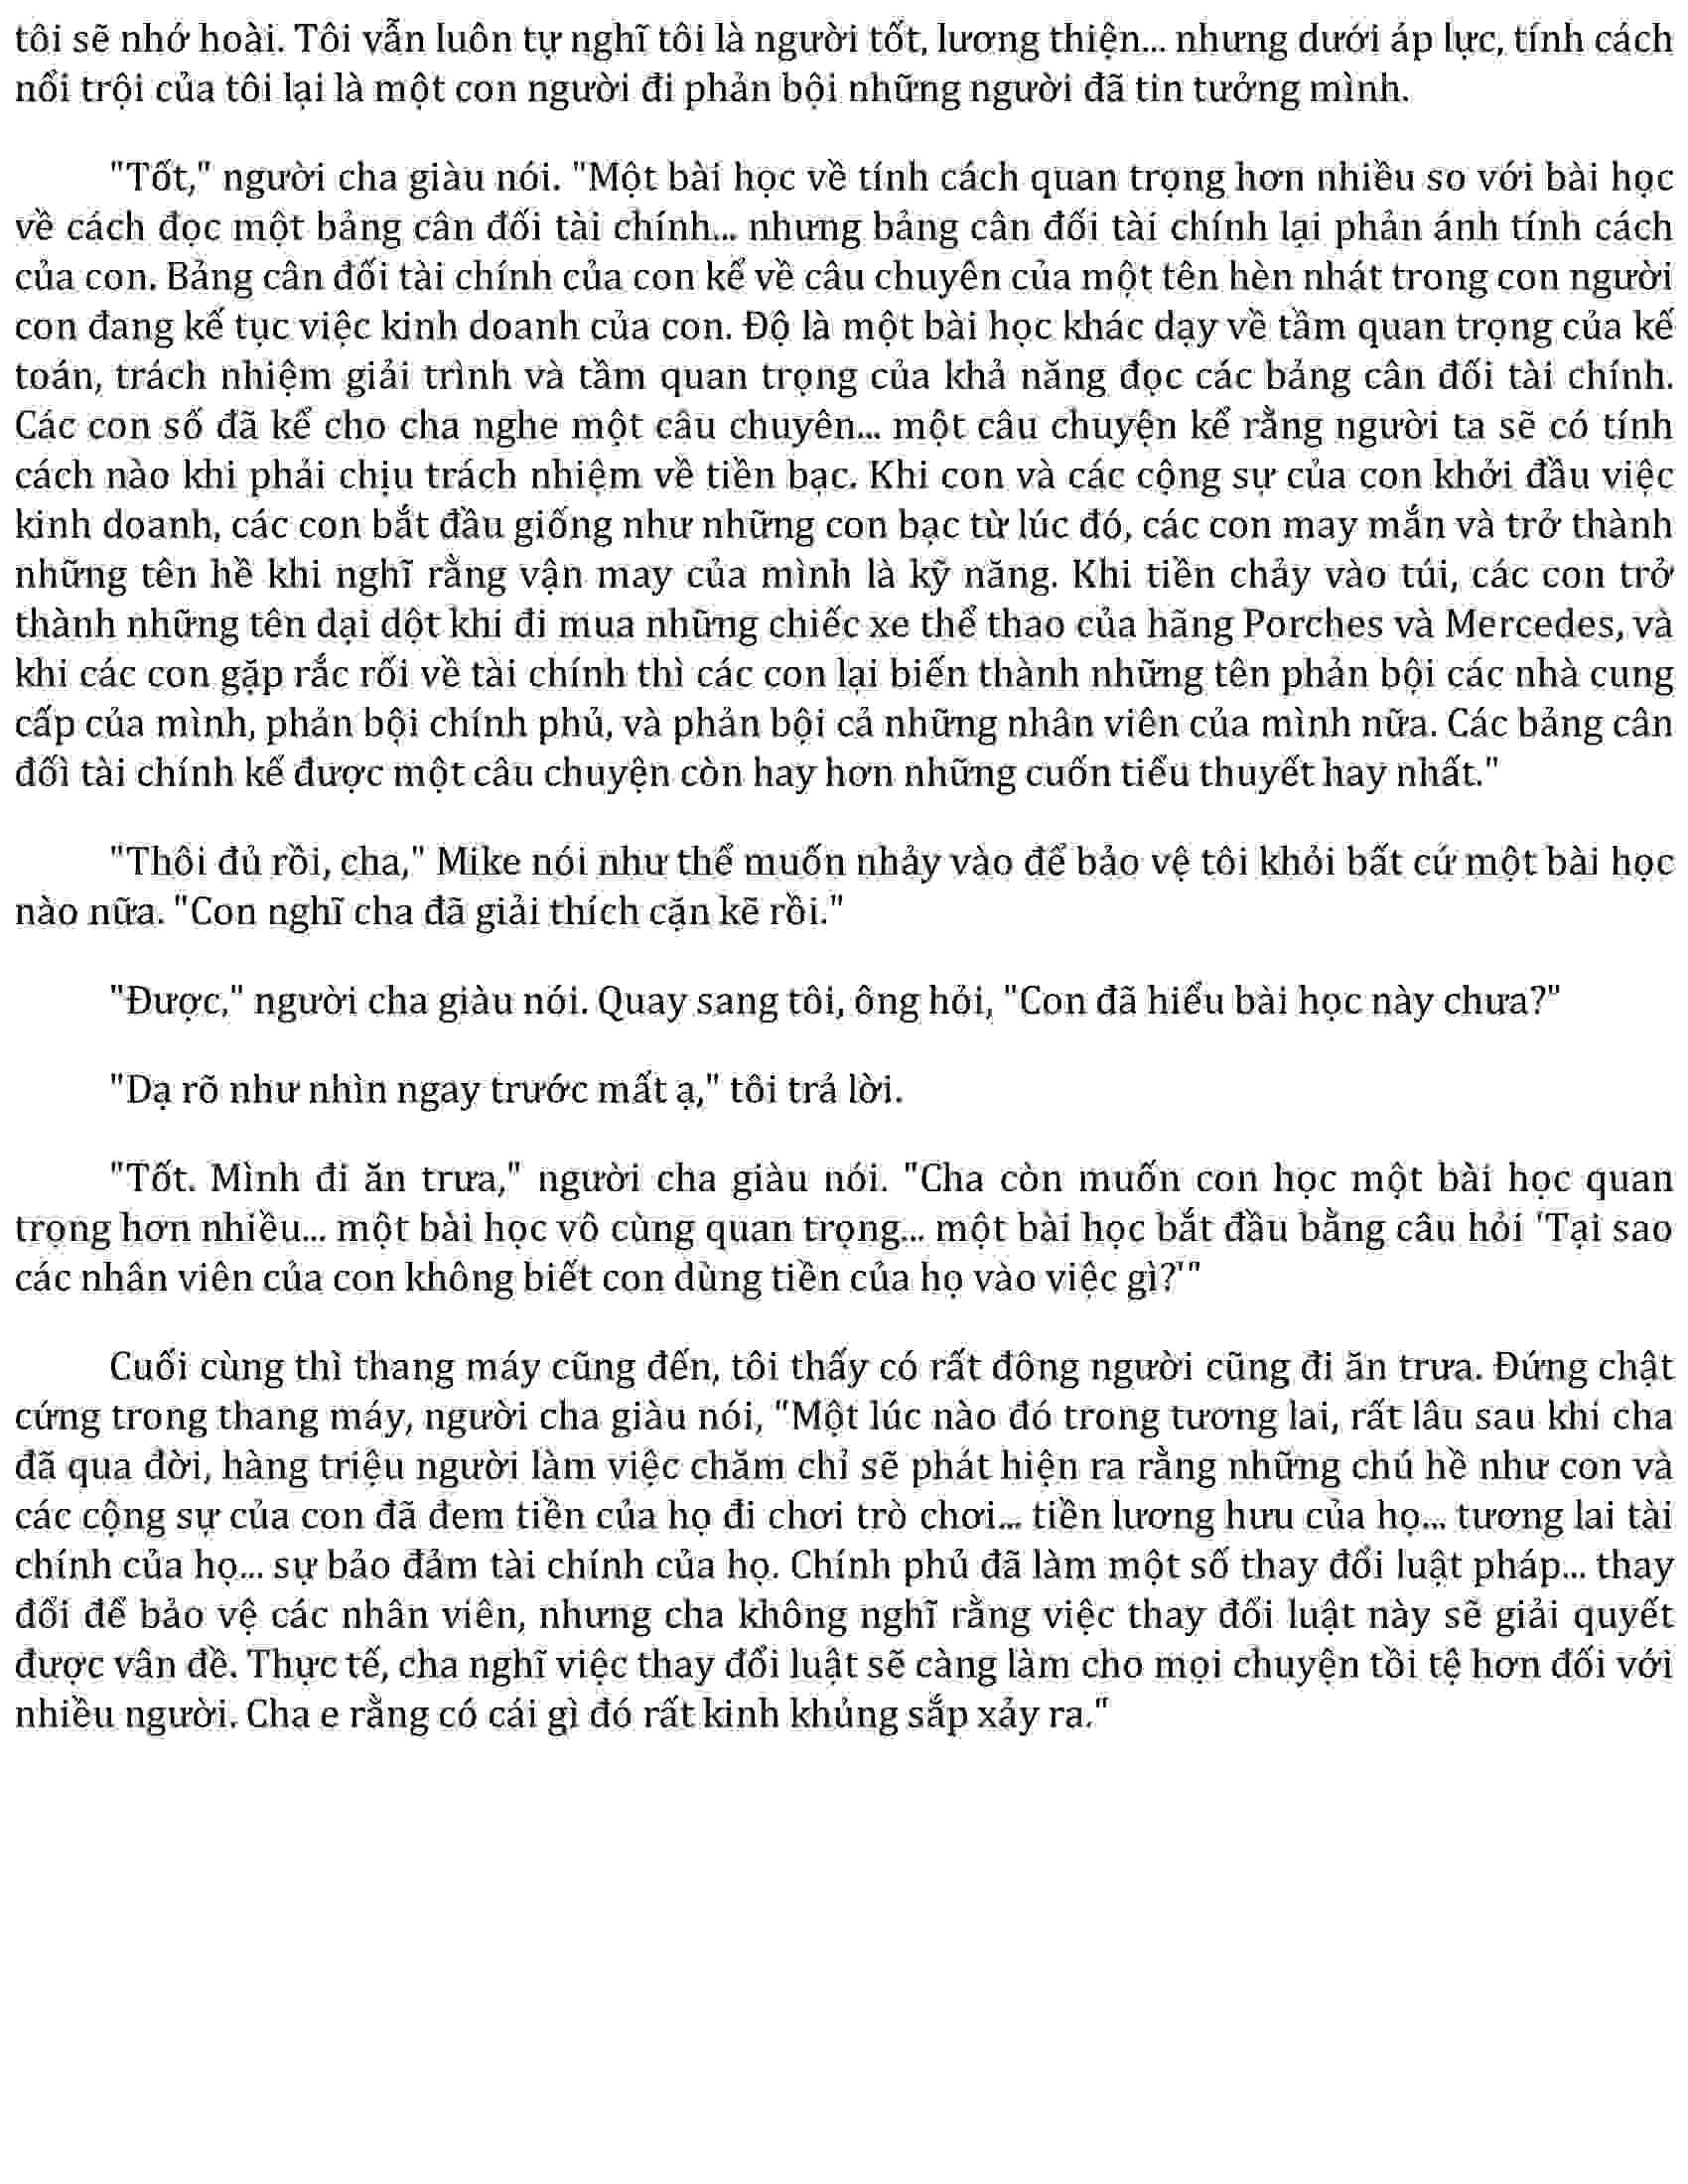 tôi sẽ nhớ hoài. Tôi vẫn luôn tự nghĩ tôi là người tốt, lương thiện... nhưng dưới áp lực, tính cách
nổi trội của tôi lại là một con người đi phản bội những người đã tin tưởng mình.
"Tốt," người cha giàu nói. "Một bài học về tính cách quan trọng hơn nhiều so với bài học
về cách đọc một bảng cân đối tài chính... nhưng bảng cân đối tài chính lại phản ánh tính cách
của con. Bảng cân đối tài chính của con kể về câu chuyên của một tên hèn nhát trong con người
con đang kế tục việc kinh doanh của con. Độ là một bài học khác dạy về tầm quan trọng của kế
toán, trách nhiệm giải trình và tầm quan trọng của khả năng đọc các bảng cân đối tài chính.
Các con số đã kể cho cha nghe một câu chuyên... một câu chuyện kể rằng người ta sẽ có tính
cách nào khi phải chịu trách nhiệm về tiền bạc. Khi con và các cộng sự của con khởi đầu việc
kinh doanh, các con bắt đầu giống như những con bạc từ lúc đó, các con may mắn và trở thành
những tên hề khi nghĩ rằng vận may của mình là kỹ năng. Khi tiền chảy vào túi, các con trở
thành những tên dại dột khi đi mua những chiếc xe thể thao của hãng Porches và Mercedes, và
khi các con gặp rắc rối về tài chính thì các con lại biến thành những tên phản bội các nhà cung
cấp của mình, phản bội chính phủ, và phản bội cả những nhân viên của mình nữa. Các bảng cân
đối tài chính kể được một câu chuyện còn hay hơn những cuốn tiểu thuyết hay nhất."
"Thôi đủ rồi, cha," Mike nói như thể muốn nhảy vào để bảo vệ tôi khỏi bất cứ một bài học
nào nữa. "Con nghĩ cha đã giải thích cặn kẽ rồi."
"Được," người cha giàu nói. Quay sang tôi, ông hỏi, "Con đã hiểu bài học này chưa?"
"Dạ rõ như nhìn ngay trước mất ạ," tôi trả lời.
"Tốt. Mình đi ăn trưa," người cha giàu nói. "Cha còn muốn con học một bài học quan
trọng hơn nhiều... một bài học vô cùng quan trọng... một bài học bắt đầu bằng câu hỏi 'Tại sao
các nhân viên của con không biết con dùng tiền của họ vào việc gì?'"
Cuối cùng thì thang máy cũng đến, tôi thấy có rất đông người cũng đi ăn trưa. Đứng chật
cứng trong thang máy, người cha giàu nói, "Một lúc nào đó trong tương lai, rất lâu sau khi cha
đã qua đời, hàng triệu người làm việc chăm chỉ sẽ phát hiện ra rằng những chú hề như con và
các cộng sự của con đã đem tiền của họ đi chơi trò chơi... tiền lương hưu của họ... tương lai tài
chính của họ... sự bảo đảm tài chính của họ. Chính phủ đã làm một số thay đổi luật pháp... thay
đổi để bảo vệ các nhân viên, nhưng cha không nghĩ rằng việc thay đổi luật này sẽ giải quyết
được vân đề. Thực tế, cha nghĩ việc thay đổi luật sẽ càng làm cho mọi chuyện tồi tệ hơn đối với
nhiều người. Cha e rằng có cái gì đó rất kinh khủng sắp xảy ra."